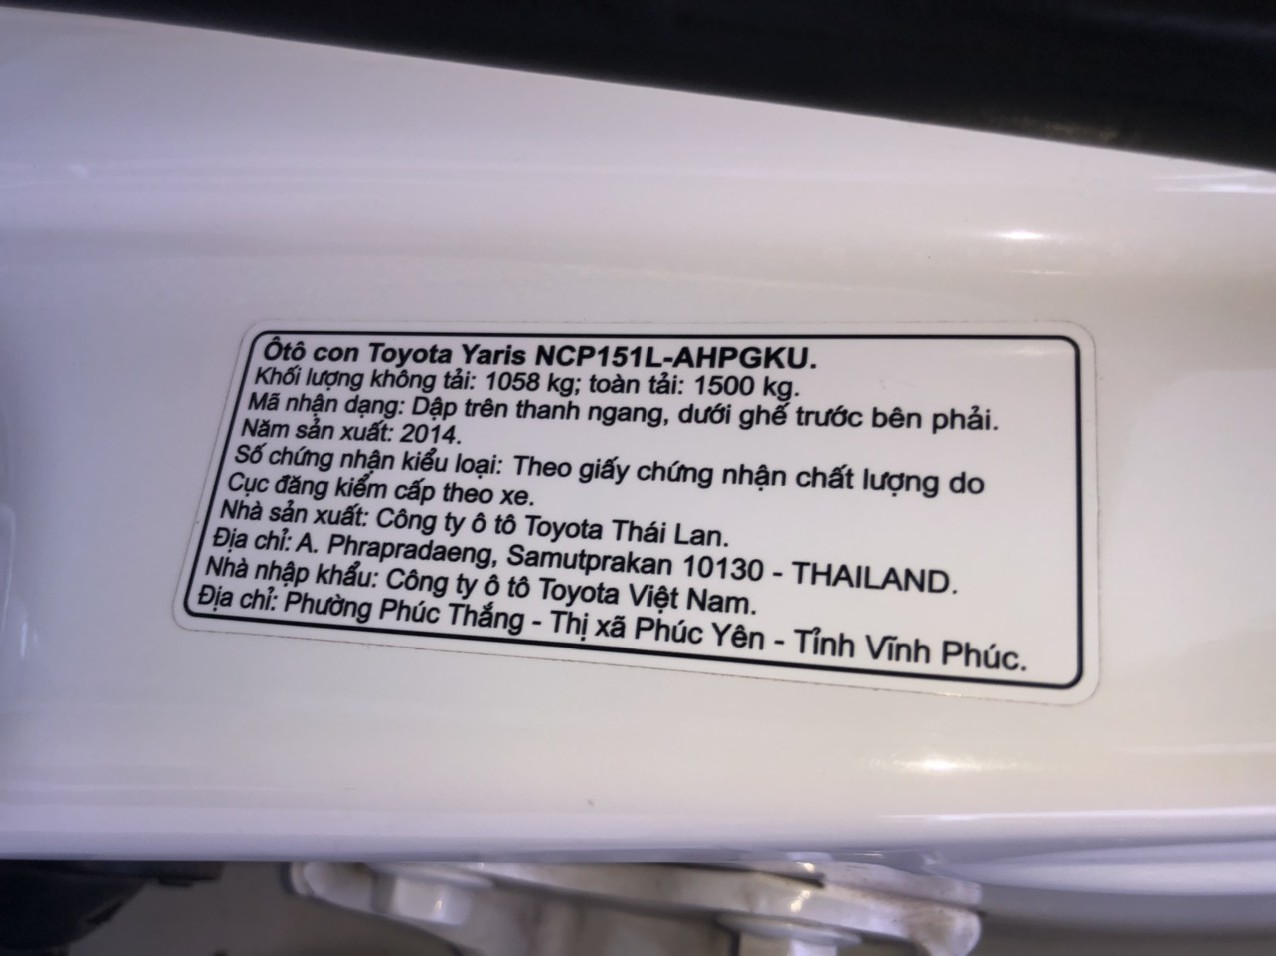 Ôtô con Toyota Yaris NCP151L-AHPGKU.
Khối lượng không tải: 1058 kg; toàn tải: 1500 kg.
Mã nhận dạng: Dập trên thanh ngang, dưới ghế trước bên phải.
Năm sản xuất: 2014.
Số chứng nhận kiểu loại: Theo giấy chứng nhận chất lượng do
Cục đăng kiểm cấp theo xe.
Nhà sản xuất: Công ty ô tô Toyota Thái Lan.
Địa chỉ: A. Phrapradaeng, Samutprakan 10130 - THAILAND.
Nhà nhập khẩu: Công ty ô tô Toyota Việt Nam.
Địa chỉ: Phường Phúc Thắng - Thị xã Phúc Yên - Tỉnh Vĩnh Phúc.